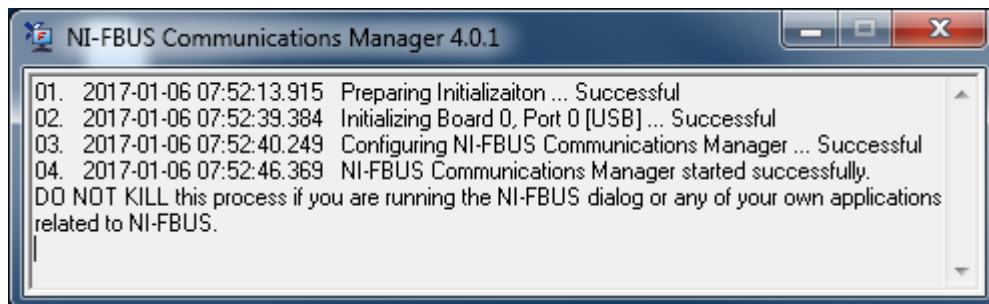 NI-FBUS Communications Manager 4.0.1
01. 2017-01-06 07:52:13.915 Preparing Initializaiton ... Successful
02. 2017-01-06 07:52:39.384 Initializing Board 0, Port 0 [USB] ... Successful
03. 2017-01-06 07:52:40.249 Configuring NI-FBUS Communications Manager ... Successful
04. 2017-01-06 07:52:46.369 NI-FBUS Communications Manager started successfully.
DO NOT KILL this process if you are running the NI-FBUS dialog or any of your own applications
related to NI-FBUS.